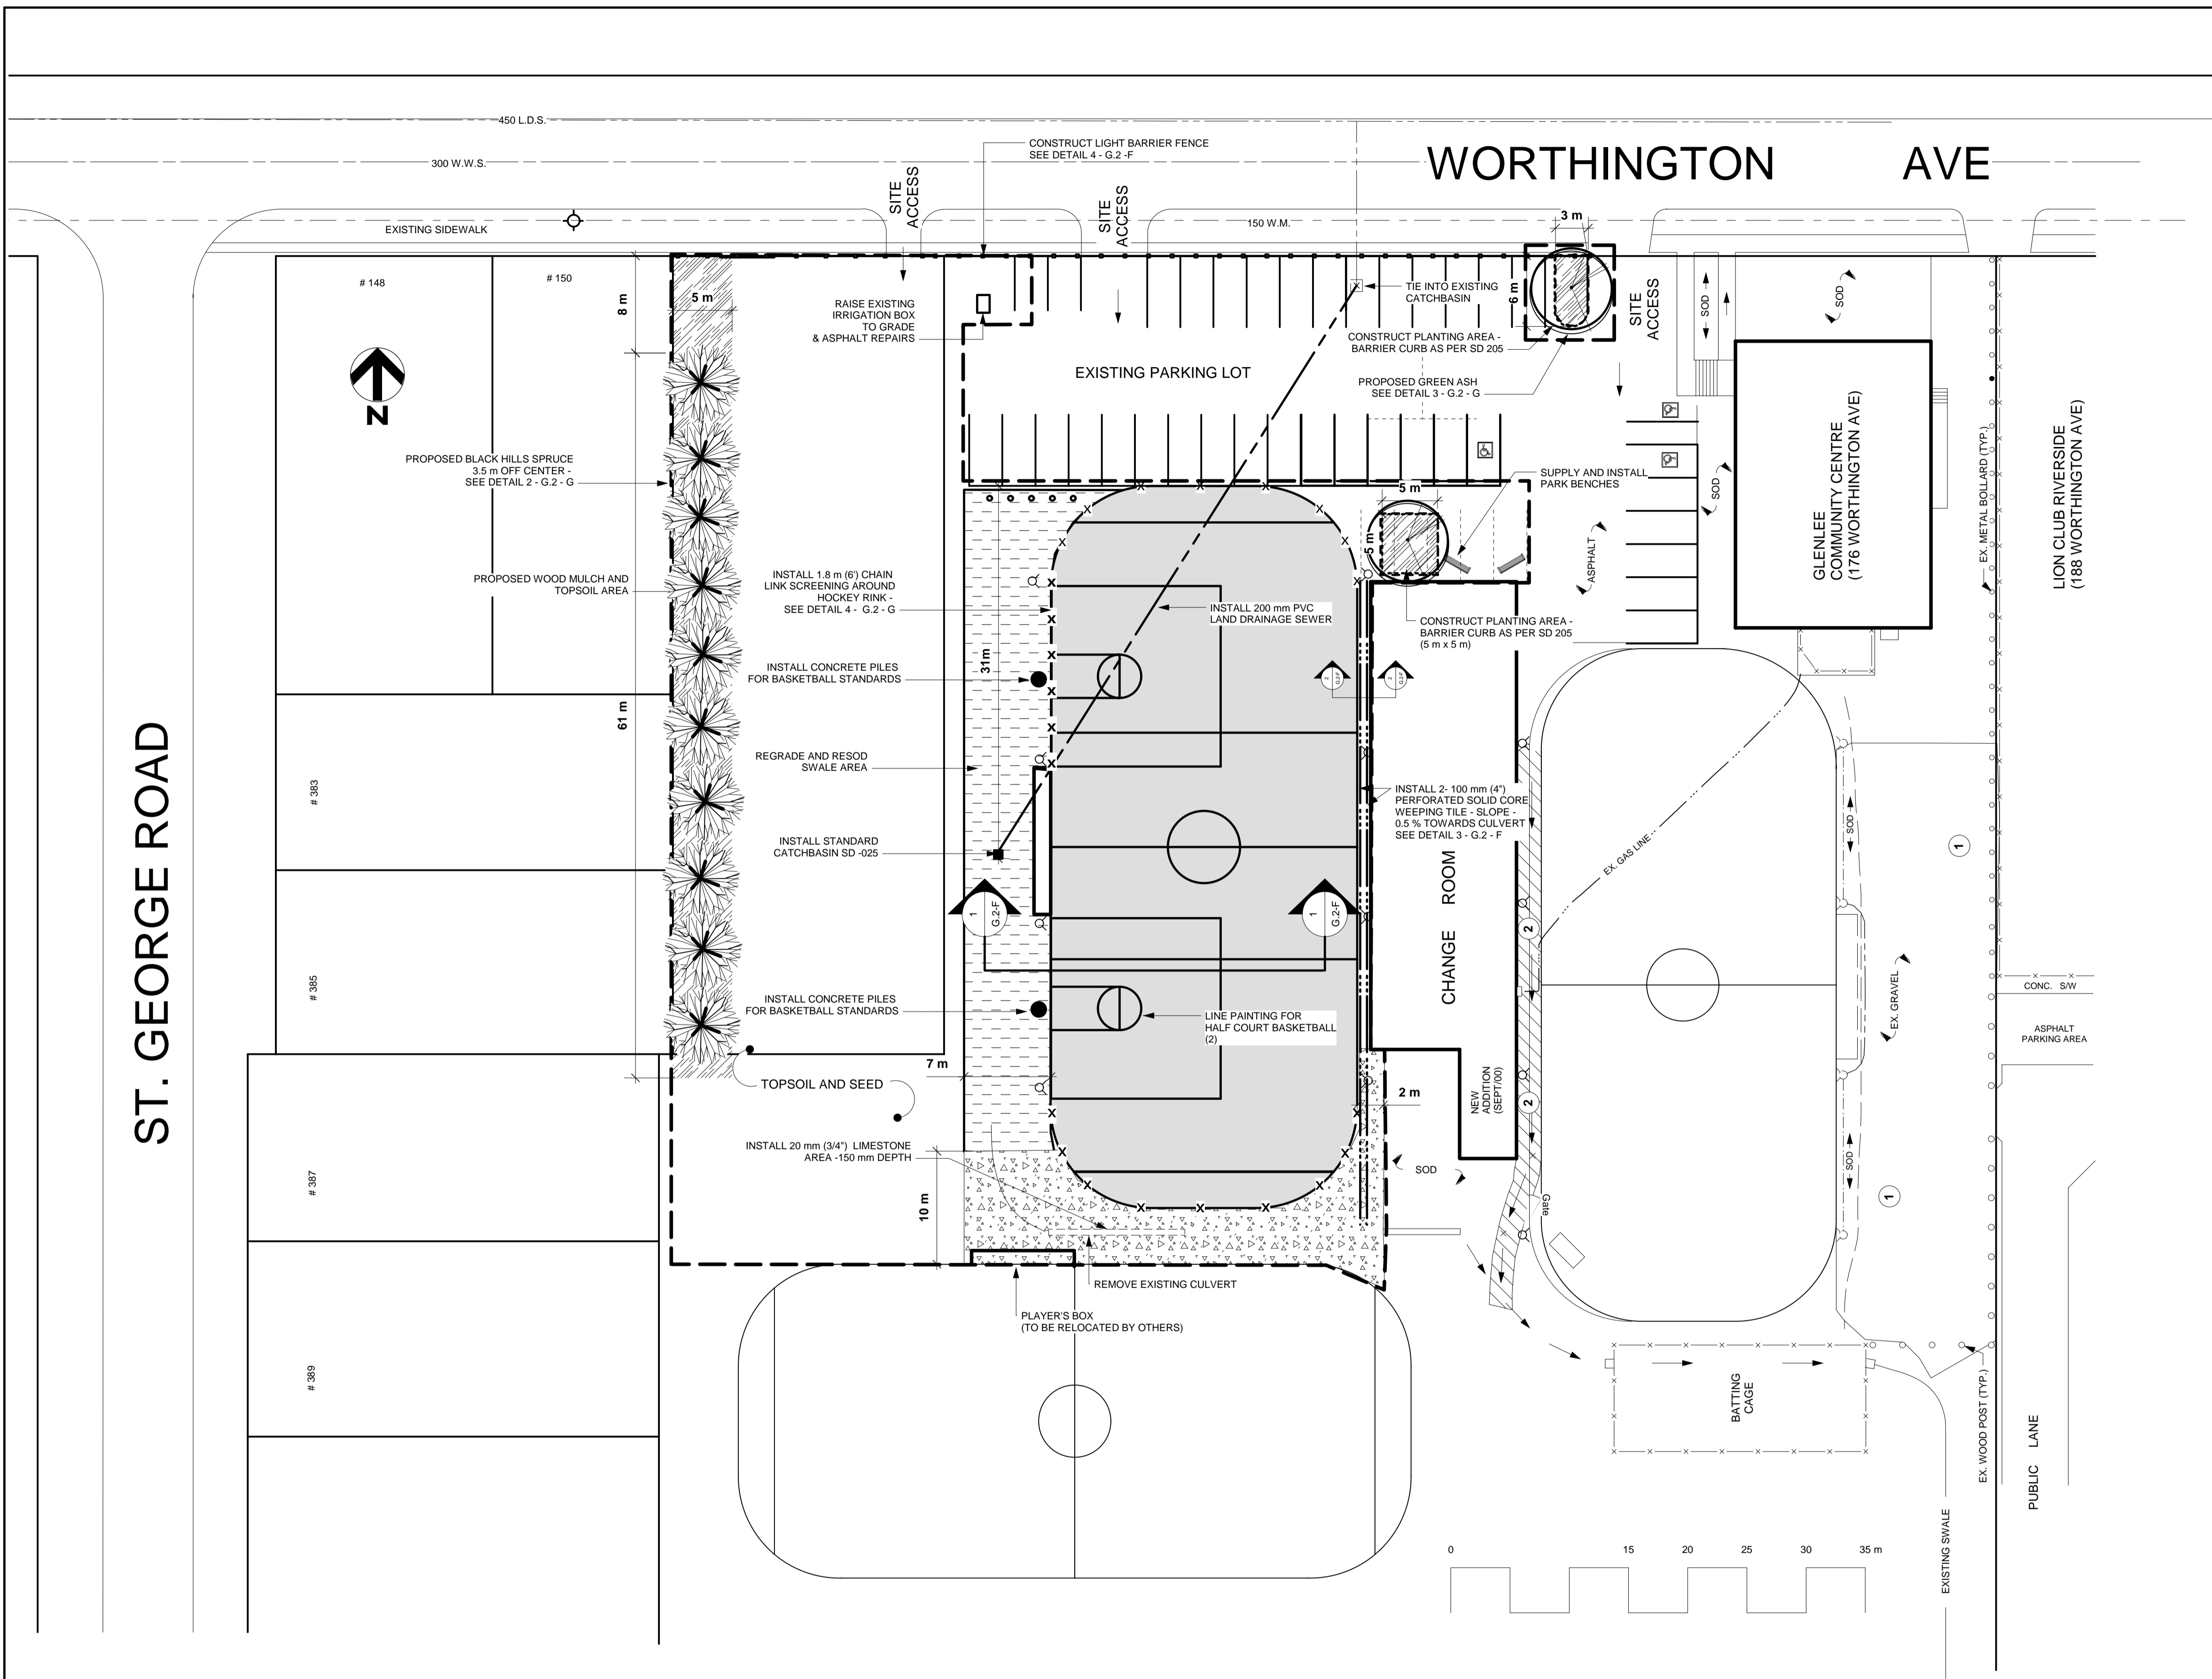 450 L.D.S.
300 W.W.S.
WORTHINGTON AVE
CONSTRUCT LIGHT BARRIER FENCE
SEE DETAIL 4 - G.2 -F
SITE
ACCESS
SITE
ACCESS
EXISTING SIDEWALK
150 W.M.
3 m
# 148
# 150
8 m
5 m
RAISE EXISTING
IRRIGATION BOX
TO GRADE
& ASPHALT REPAIRS
TIE INTO EXISTING
CATCHBASIN
6 m
SITE
ACCESS
SOD
SOD
CONSTRUCT PLANTING AREA -
BARRIER CURB AS PER SD 205
EXISTING PARKING LOT
PROPOSED GREEN ASH
SEE DETAIL 3 - G.2 - G
N
GLENLEE
COMMUNITY CENTRE
(176 WORTHINGTON AVE)
EX. METAL BOLLARD (TYP.)
LION CLUB RIVERSIDE
(188 WORTHINGTON AVE)
PROPOSED BLACK HILLS SPRUCE
3.5 m OFF CENTER -
SEE DETAIL 2 - G.2 - G
SUPPLY AND INSTALL
PARK BENCHES
SOD
5 m
5 m
ASPHALT
PROPOSED WOOD MULCH AND
TOPSOIL AREA
INSTALL 1.8 m (6') CHAIN
LINK SCREENING AROUND
HOCKEY RINK -
SEE DETAIL 4 - G.2 - G
INSTALL 200 mm PVC
LAND DRAINAGE SEWER
CONSTRUCT PLANTING AREA -
BARRIER CURB AS PER SD 205
(5 m x 5 m)
31m
INSTALL CONCRETE PILES
FOR BASKETBALL STANDARDS
2
G.2-F
2
G.2-F
61 m
REGRADE AND RESOD
SWALE AREA
ST. GEORGE ROAD
# 383
INSTALL 2- 100 mm (4")
PERFORATED SOLID CORE
WEEPING TILE - SLOPE -
0.5 % TOWARDS CULVERT
SEE DETAIL 3 - G.2 - F
INSTALL STANDARD
CATCHBASIN SD -025
EX. GAS LINE
SOD
1
CHANGE ROOM
1
G.2-F
1
G.2-F
2
# 385
EX. GRAVEL
CONC. S/W
ASPHALT
PARKING AREA
INSTALL CONCRETE PILES
FOR BASKETBALL STANDARDS
LINE PAINTING FOR
HALF COURT BASKETBALL
(2)
7 m
TOPSOIL AND SEED
2 m
NEW
ADDITION
(SEPT/00)
2
INSTALL 20 mm (3/4") LIMESTONE
AREA -150 mm DEPTH
SOD
SOD
# 387
10 m
Gate
1
REMOVE EXISTING CULVERT
PLAYER'S BOX
(TO BE RELOCATED BY OTHERS)
# 389
BATTING
CAGE
EX. WOOD POST (TYP.)
PUBLIC LANE
EXISTING SWALE
0 15 20 25 30 35 m